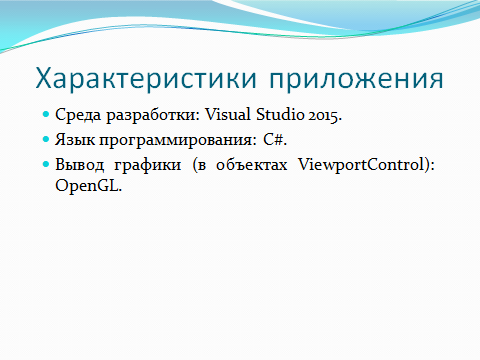 Характеристики приложения
Среда разработки: Visual Studio 2015.
Язык программирования: C#.
Вывод графики (в объектах ViewportControl):
OpenGL.